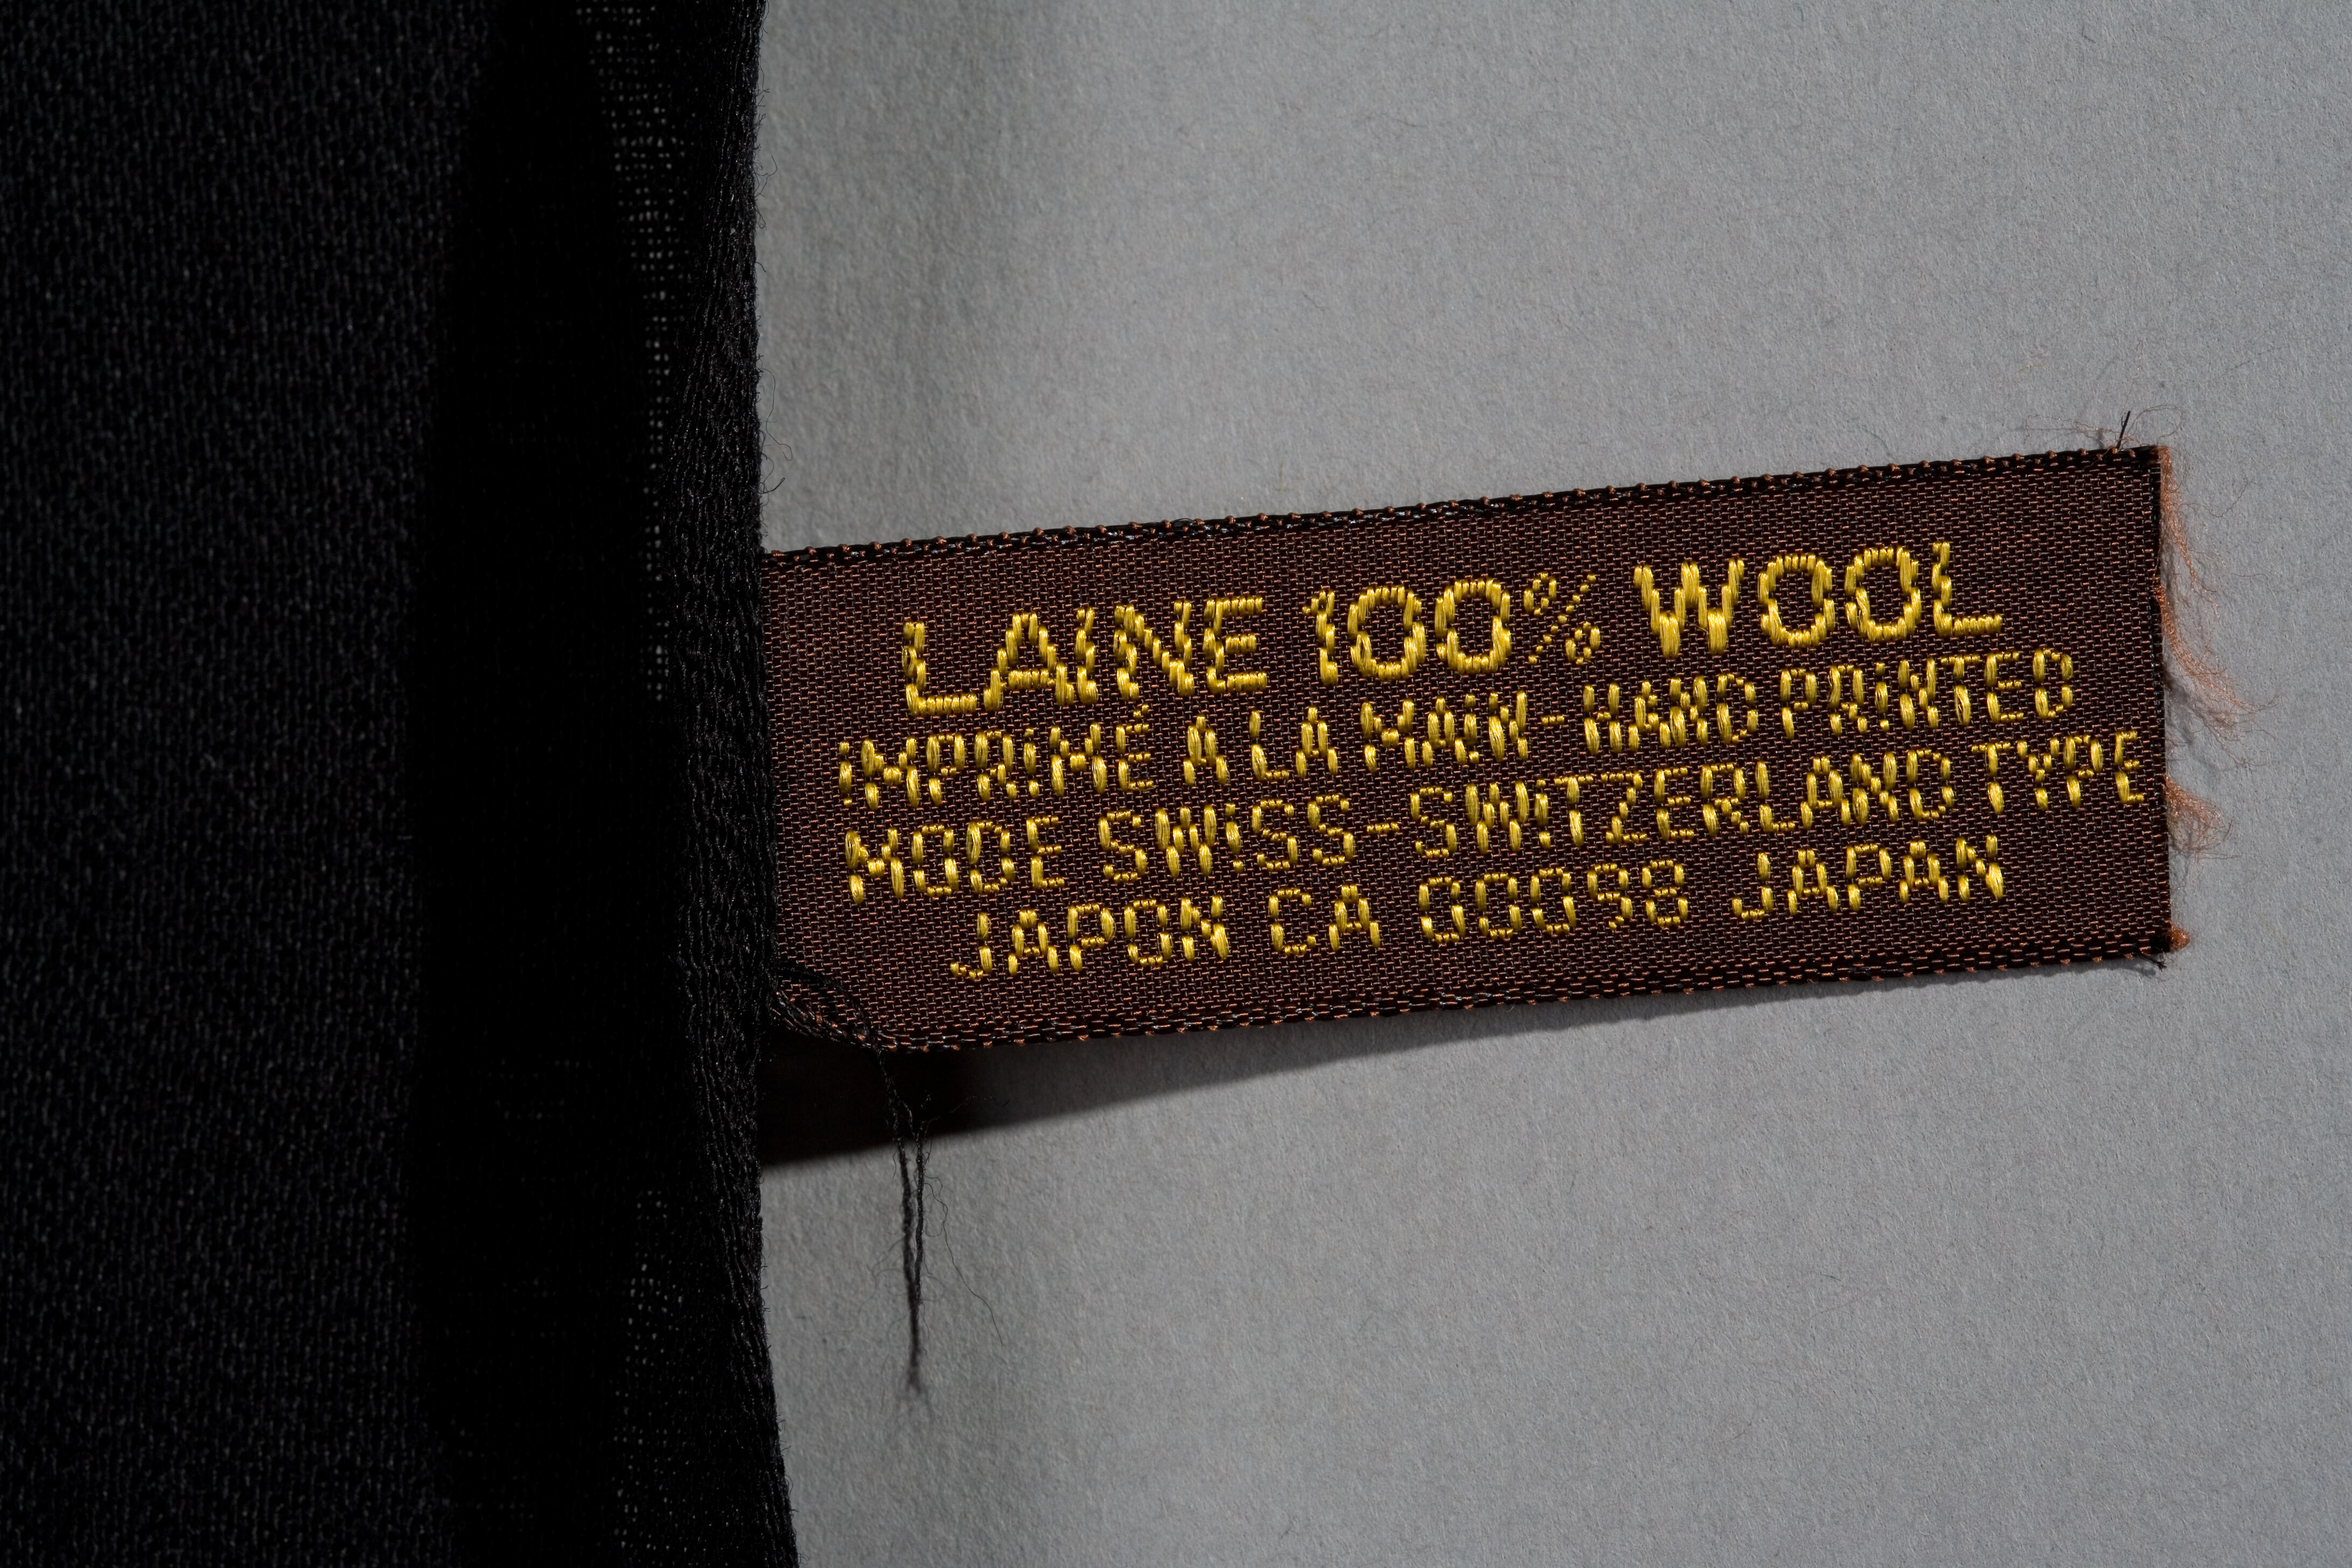 LAINE 100% WOOL
IMPRIMÉ A LA MAIN-HAND PRINTED
MODE SWISS-SWITZERLAND TYPE
JAPON CA 00098 JAPAN